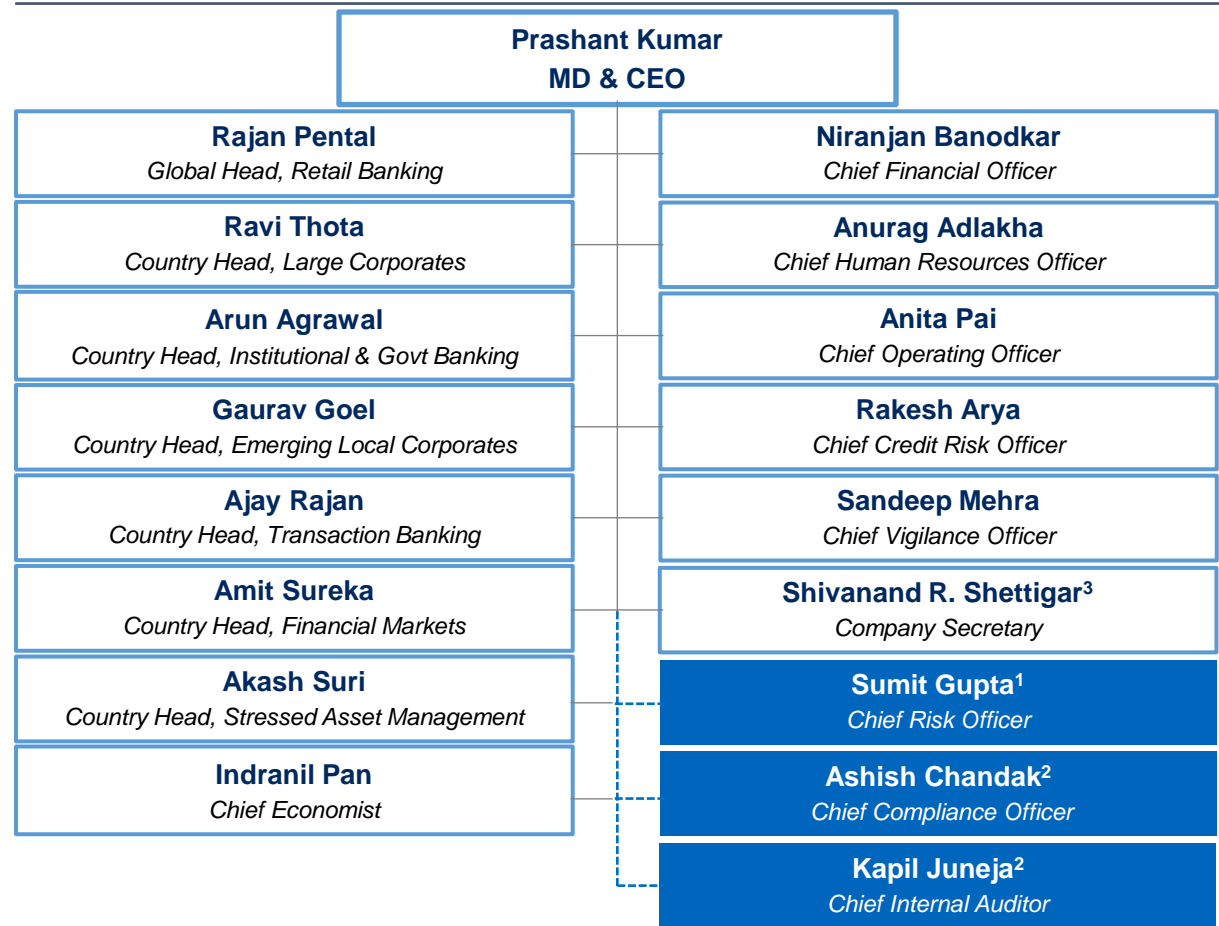 Prashant Kumar
MD & CEO
Rajan Pental
Global Head, Retail Banking
Niranjan Banodkar
Chief Financial Officer
Ravi Thota
Country Head, Large Corporates
Anurag Adlakha
Chief Human Resources Officer
Arun Agrawal
Country Head, Institutional & Govt Banking
Anita Pai
Chief Operating Officer
Gaurav Goel
Country Head, Emerging Local Corporates
Rakesh Arya
Chief Credit Risk Officer
Ajay Rajan
Country Head, Transaction Banking
Sandeep Mehra
Chief Vigilance Officer
Amit Sureka
Country Head, Financial Markets
Shivanand R. Shettigar³
Company Secretary
Akash Suri
Country Head, Stressed Asset Management
Sumit Gupta¹
Chief Risk Officer
Indranil Pan
Chief Economist
Ashish Chandak²
Chief Compliance Officer
Kapil Juneja²
Chief Internal Auditor